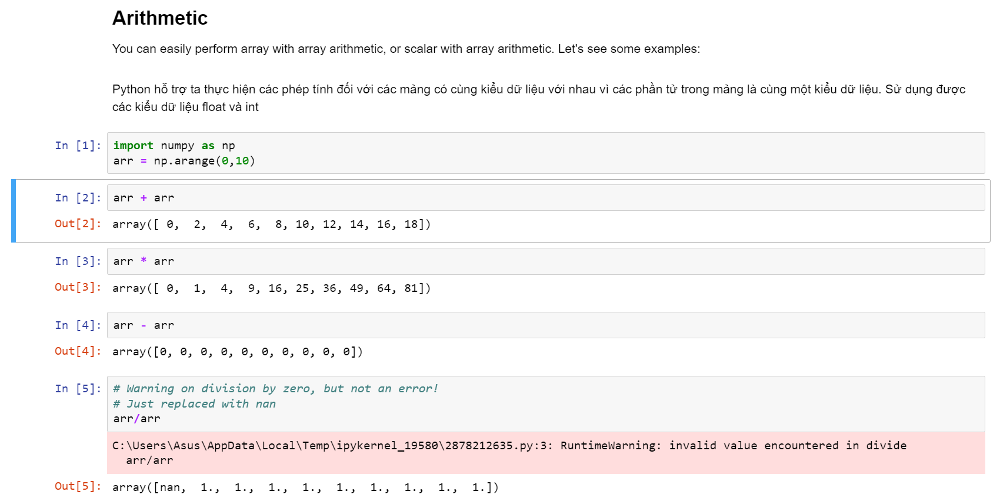 Arithmetic
You can easily perform array with array arithmetic, or scalar with array arithmetic. Let's see some examples:
Python hỗ trợ ta thực hiện các phép tính đối với các mảng có cùng kiểu dữ liệu với nhau vì các phần tử trong mảng là cùng một kiểu dữ liệu. Sử dụng được
các kiểu dữ liệu float và int
In [1]: import numpy as np
arr = np.arange(0,10)
In [2]: arr + arr
Out[2]: array([ 0,  2,  4,  6,  8, 10, 12, 14, 16, 18])
In [3]: arr * arr
Out[3]: array([ 0,  1,  4,  9, 16, 25, 36, 49, 64, 81])
In [4]: arr - arr
Out[4]: array([0, 0, 0, 0, 0, 0, 0, 0, 0, 0])
In [5]: # Warning on division by zero, but not an error!
# Just replaced with nan
arr/arr
C:\Users\Asus\AppData\Local\Temp\ipykernel_19580\2878212635.py:3: RuntimeWarning: invalid value encountered in divide
  arr/arr
Out[5]: array([nan,  1.,  1.,  1.,  1.,  1.,  1.,  1.,  1.,  1.])